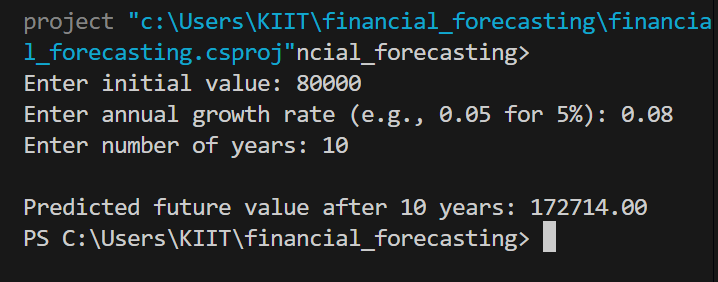 project "c:\Users\KIIT\financial_forecasting\financia
l_forecasting.csproj"ncial_forecasting>
Enter initial value: 80000
Enter annual growth rate (e.g., 0.05 for 5%): 0.08
Enter number of years: 10
Predicted future value after 10 years: 172714.00
PS C:\Users\KIIT\financial_forecasting>